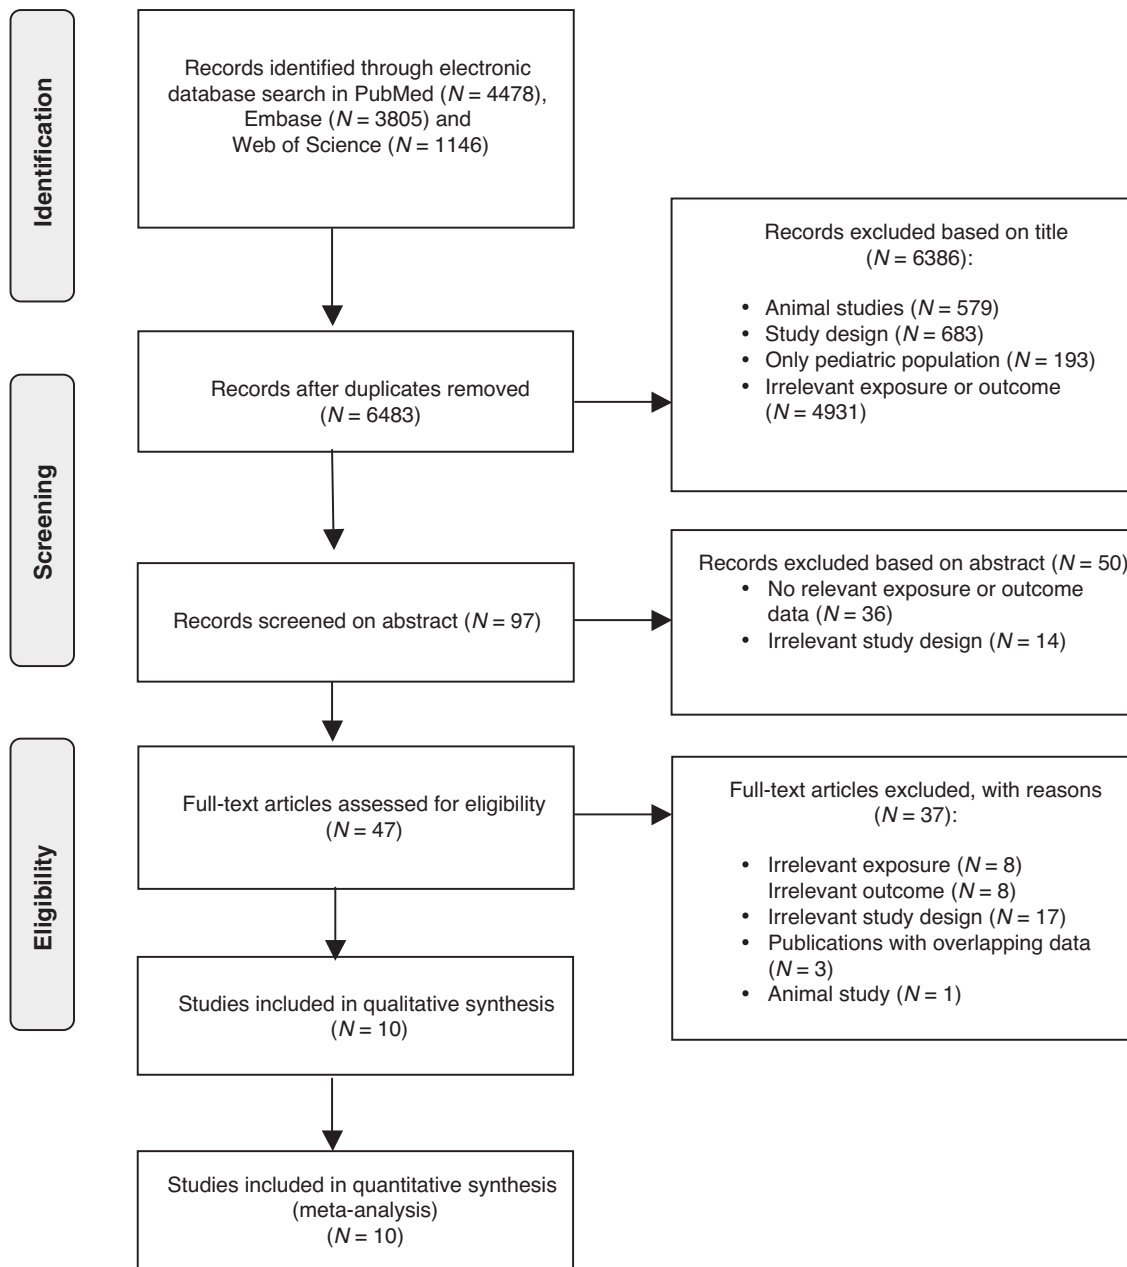 Identification
Records identified through electronic
database search in PubMed (N = 4478),
Embase (N = 3805) and
Web of Science (N = 1146)
Records excluded based on title
(N = 6386):
• Animal studies (N = 579)
• Study design (N = 683)
• Only pediatric population (N = 193)
• Irrelevant exposure or outcome
(N = 4931)
Screening
Records after duplicates removed
(N = 6483)
Records screened on abstract (N = 97)
Records excluded based on abstract (N = 50)
• No relevant exposure or outcome
data (N = 36)
• Irrelevant study design (N = 14)
Eligibility
Full-text articles assessed for eligibility
(N = 47)
Full-text articles excluded, with reasons
(N = 37):
• Irrelevant exposure (N = 8)
Irrelevant outcome (N = 8)
• Irrelevant study design (N = 17)
• Publications with overlapping data
(N = 3)
• Animal study (N = 1)
Studies included in qualitative synthesis
(N = 10)
Studies included in quantitative synthesis
(meta-analysis)
(N = 10)